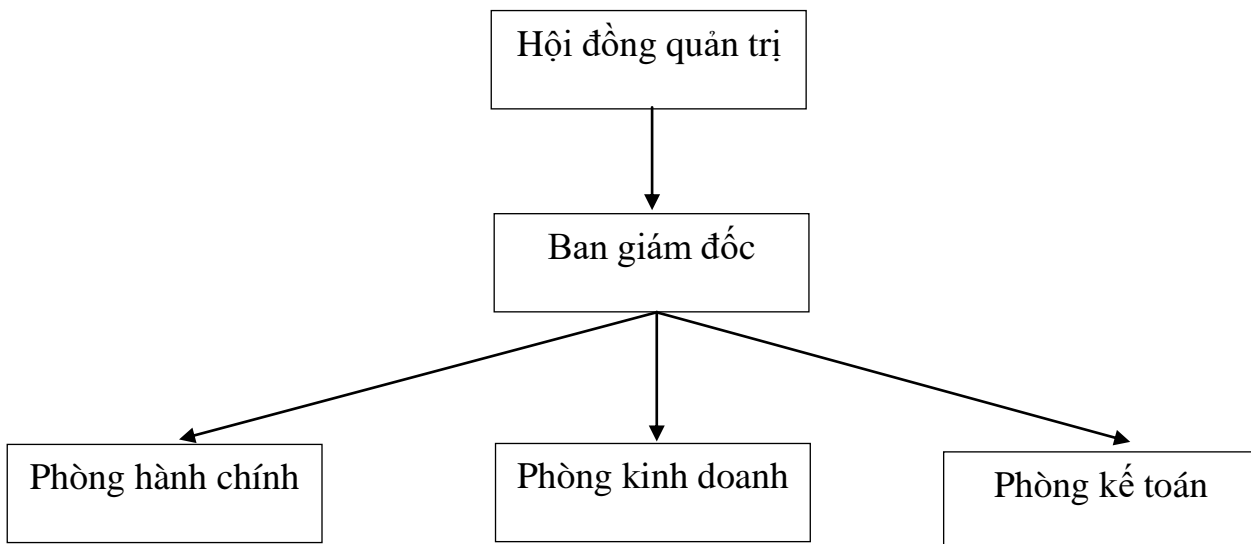 Hội đồng quản trị
Ban giám đốc
Phòng hành chính
Phòng kinh doanh
Phòng kế toán